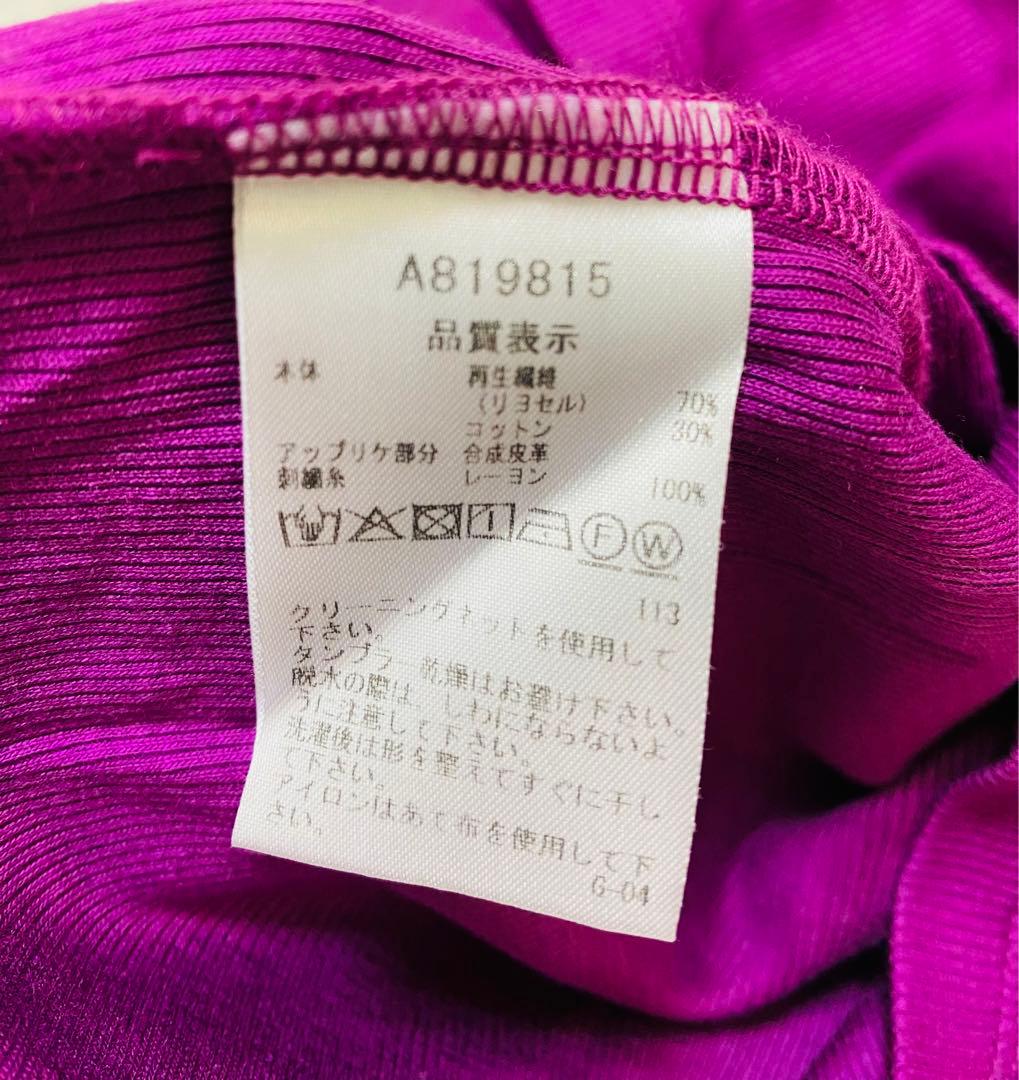 A819815
品質表示
本体 再生繊維
（リヨセル） 70%
コットン 30%
アップリケ部分 合成皮革
刺繍糸 レーヨン 100%
F W
113
クリーニングネットを使用して
下さい。
タンブラー乾燥はお避け下さい。
脱水の際は、しわにならないよ
うに注意して下さい。
洗濯後は形を整えてすぐに干し
て下さい。
アイロンはあて布を使用して下
さい。
G-04